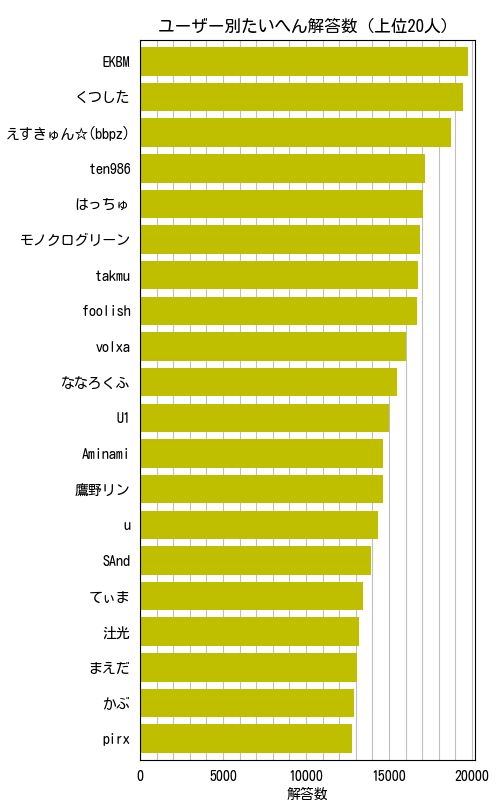 ユーザー別たいへん解答数 (上位20人)
EKBM
くつした
えすきゅん☆(bbpz)
ten986
はっちゅ
モノクログリーン
takmu
foolish
volxa
ななろくふ
U1
Aminami
鷹野リン
u
SAnd
てぃま
汢光
まえだ
かぶ
pirx
0 5000 10000 15000 20000
解答数